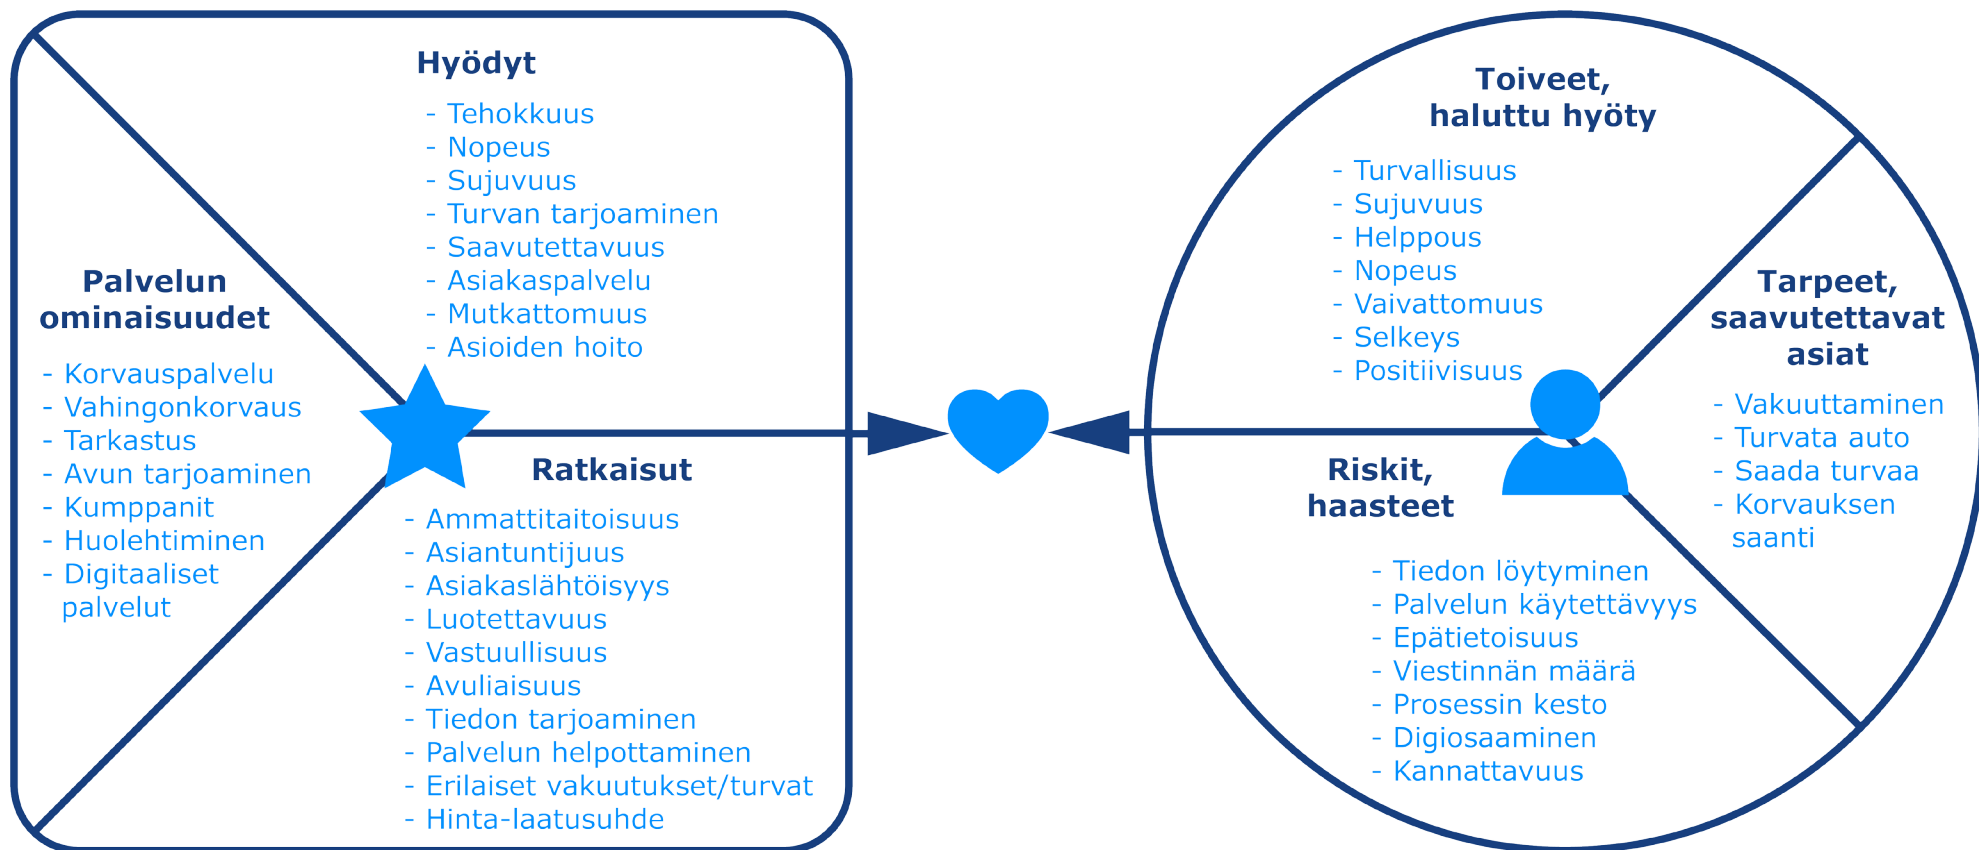 Hyödyt
- Tehokkuus
- Nopeus
- Sujuvuus
- Turvan tarjoaminen
- Saavutettavuus
- Asiakaspalvelu
- Mutkattomuus
- Asioiden hoito
Palvelun
ominaisuudet
- Korvauspalvelu
- Vahingonkorvaus
- Tarkastus
- Avun tarjoaminen
- Kumppanit
- Huolehtiminen
- Digitaaliset
palvelut
Ratkaisut
- Ammattitaitoisuus
- Asiantuntijuus
- Asiakaslähtöisyys
- Luotettavuus
- Vastuullisuus
- Avuliaisuus
- Tiedon tarjoaminen
- Palvelun helpottaminen
- Erilaiset vakuutukset/turvat
- Hinta-laatusuhde
Toiveet,
haluttu hyöty
- Turvallisuus
- Sujuvuus
- Helppous
- Nopeus
- Vaivattomuus
- Selkeys
- Positiivisuus
Tarpeet,
saavutettavat
asiat
- Vakuuttaminen
- Turvata auto
- Saada turvaa
- Korvauksen
saanti
Riskit,
haasteet
- Tiedon löytyminen
- Palvelun käytettävyys
- Epätietoisuus
- Viestinnän määrä
- Prosessin kesto
- Digiosaaminen
- Kannattavuus